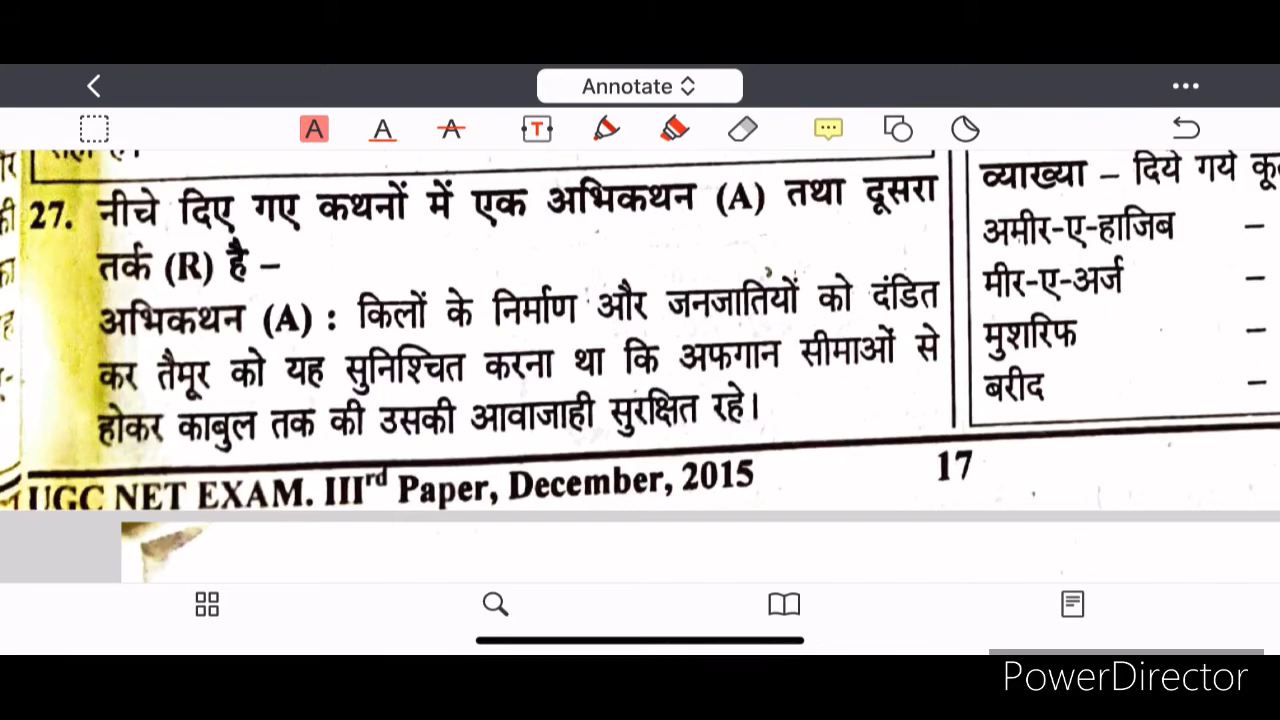 Annotate
27. नीचे दिए गए कथनों में एक अभिकथन (A) तथा दूसरा
तर्क (R) है –
अभिकथन (A) : किलों के निर्माण और जनजातियों को दंडित
कर तैमूर को यह सुनिश्चित करना था कि अफगान सीमाओं से
होकर काबुल तक की उसकी आवाजाही सुरक्षित रहे।
व्याख्या – दिये गये
अमीर-ए-हाजिब –
मीर-ए-अर्ज –
मुशरिफ –
बरीद –
UGC NET EXAM. IIIrd Paper, December, 2015 17
PowerDirector